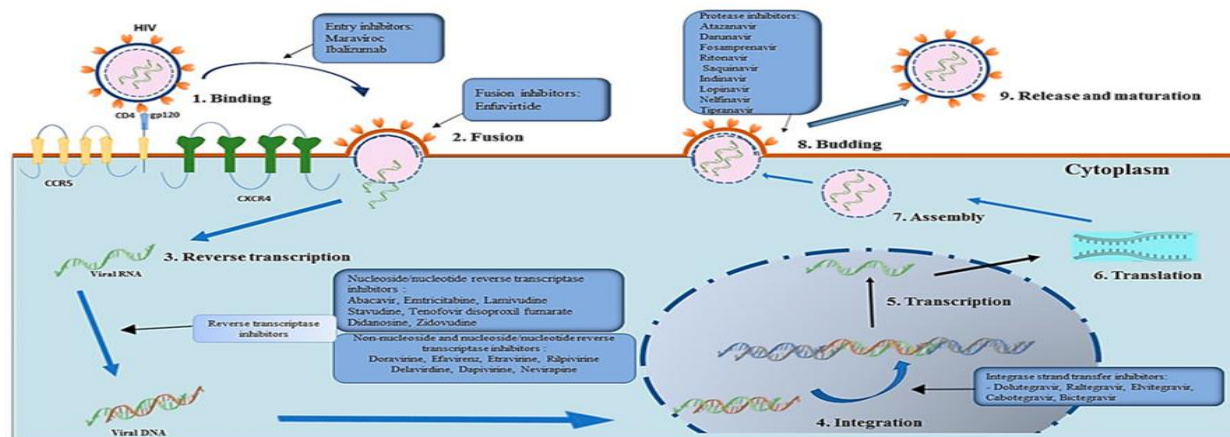 HIV
Entry inhibitors:
Maraviroc
Ibalizumab
1. Binding
CD4
gp120
CCR5
CXCR4
Fusion inhibitors:
Enfuvirtide
2. Fusion
Protease inhibitors:
Atazanavir
Darunavir
Fosamprenavir
Ritonavir
Saquinavir
Indinavir
Lopinavir
Nelfinavir
Tipranavir
8. Budding
9. Release and maturation
Cytoplasm
7. Assembly
6. Translation
3. Reverse transcription
Viral RNA
Reverse transcriptase
inhibitors
Nucleoside/nucleotide reverse transcriptase
inhibitors :
Abacavir, Emtricitabine, Lamivudine
Stavudine, Tenofovir disoproxil fumarate
Didanosine, Zidovudine
Non-nucleoside and nucleoside/nucleotide reverse
transcriptase inhibitors :
Doravirine, Efavirenz, Etravirine, Rilpivirine
Delavirdine, Dapivirine, Nevirapine
Viral DNA
5. Transcription
4. Integration
Integrase strand transfer inhibitors:
- Dolutegravir, Raltegravir, Elvitegravir,
Cabotegravir, Bictegravir